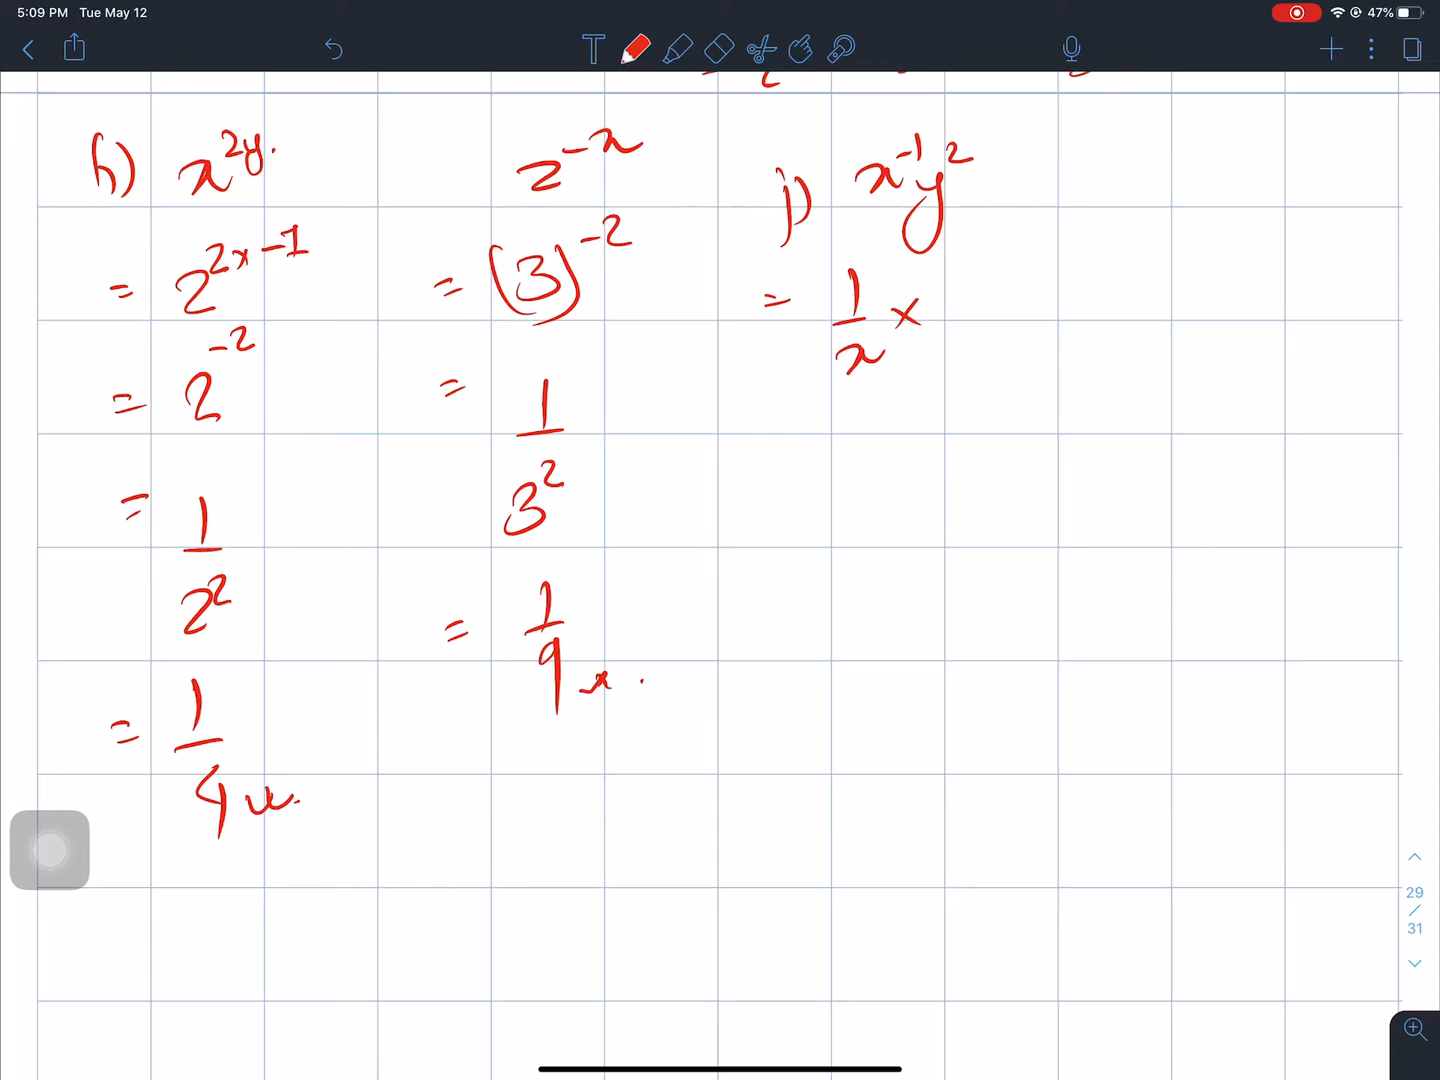 5:09 PM Tue May 12
47%
h) x^{2y}.
= 2^{2x-1}
= 2^{-2}
= 1/2^2
= 1/4
z^{-x}
= (3)^{-2}
= 1/3^2
= 1/9
j) x^{-1}y^2
= 1/x ×
29
/
31